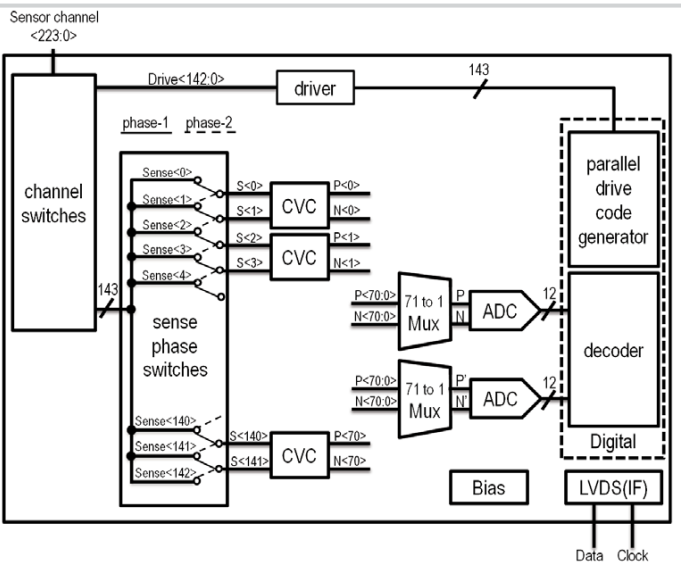 Sensor channel
<223:0>
Drive<142:0>
driver
143
phase-1 phase-2
channel
switches
143
Sense<0>
Sense<1>
Sense<2>
Sense<3>
Sense<4>
sense
phase
switches
Sense<140>
Sense<141>
Sense<142>
S<0>
S<1>
S<2>
S<3>
S<140>
S<141>
CVC
CVC
CVC
P<0>
N<0>
P<1>
N<1>
P<70>
N<70>
P<70:0>
N<70:0>
71 to 1
Mux
P
N
ADC
12
P<70:0>
N<70:0>
71 to 1
Mux
P'
N'
ADC
12
parallel
drive
code
generator
decoder
Digital
Bias
LVDS(IF)
Data Clock